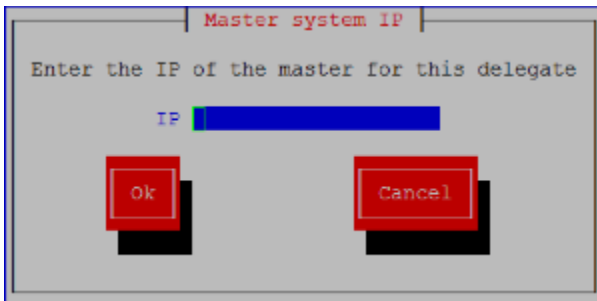 Master system IP
Enter the IP of the master for this delegate
IP
Ok Cancel